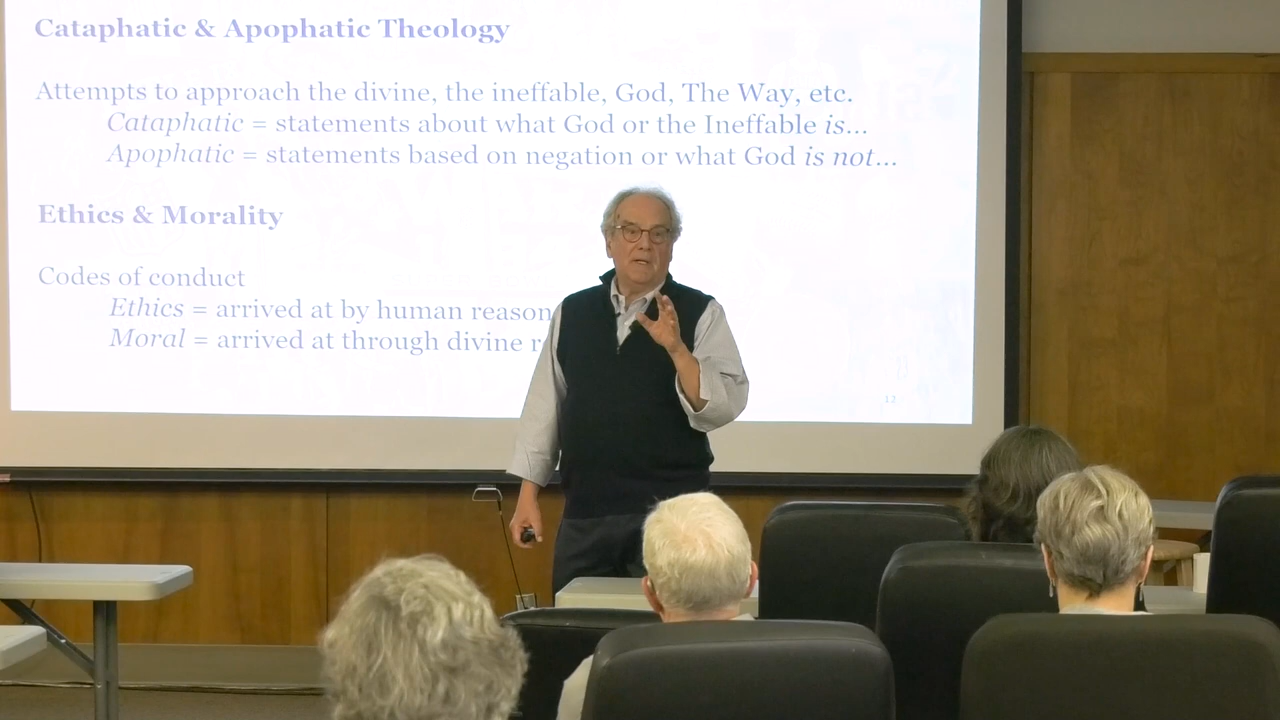 Cataphatic & Apophatic Theology
Attempts to approach the divine, the ineffable, God, The Way, etc.
Cataphatic = statements about what God or the Ineffable is...
Apophatic = statements based on negation or what God is not...
Ethics & Morality
Codes of conduct
Ethics = arrived at by human reason
Moral = arrived at through divine
12